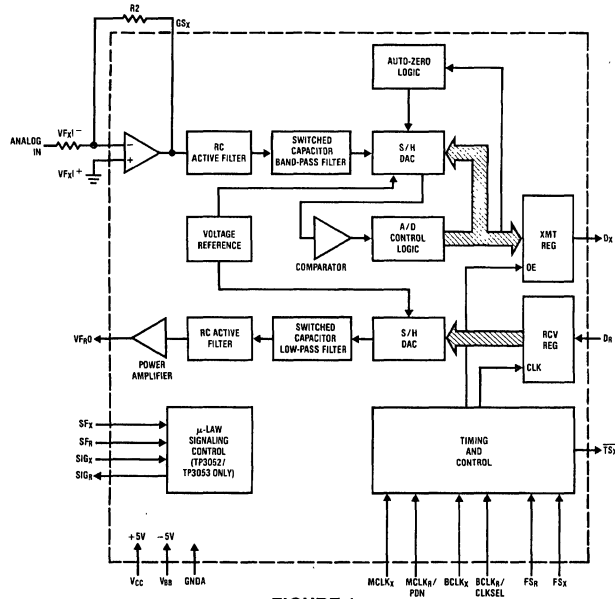 R2
GSX
AUTO-ZERO
LOGIC
ANALOG
IN
VFXI−
VFXI+
−
+
RC
ACTIVE FILTER
SWITCHED
CAPACITOR
BAND-PASS FILTER
S/H
DAC
VOLTAGE
REFERENCE
COMPARATOR
A/D
CONTROL
LOGIC
XMT
REG
OE
DX
VFRO
POWER
AMPLIFIER
RC ACTIVE
FILTER
SWITCHED
CAPACITOR
LOW-PASS FILTER
S/H
DAC
RCV
REG
CLK
DR
SFX
SFR
SIGX
SIGR
μ-LAW
SIGNALING
CONTROL
(TP3052/
TP3053 ONLY)
TIMING
AND
CONTROL
TSX
+5V
−5V
VCC
VBB
GNDA
MCLKX
MCLKR/
PDN
BCLKX
BCLKR/
CLKSEL
FSR
FSX